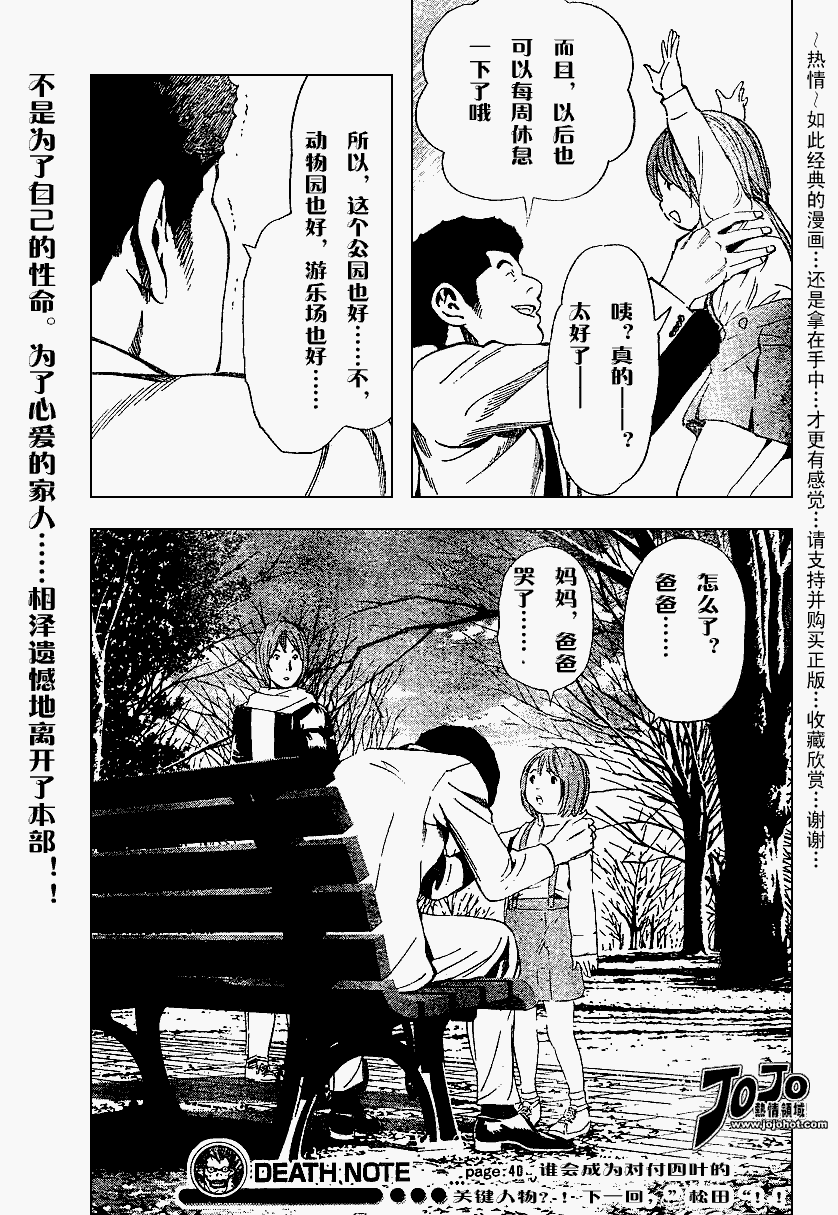 ~热情~如此经典的漫画…还是拿在手中…才更有感觉…请支持并购买正版…收藏欣赏…谢谢…
而且，以后也
可以每周休息
一下了哦
咦？真的——？
太好了——
所以，这个公园也好……不，
动物园也好，游乐场也好……
怎么了？
爸爸……
妈妈，爸爸
哭了……
不是为了自己的性命。为了心爱的家人……相泽遗憾地离开了本部！！
JOJO
熱情領域
www.jojohot.com
DEATH NOTE
page:40…谁会成为对付四叶的
关键人物?-!-下一回，”松田“!!